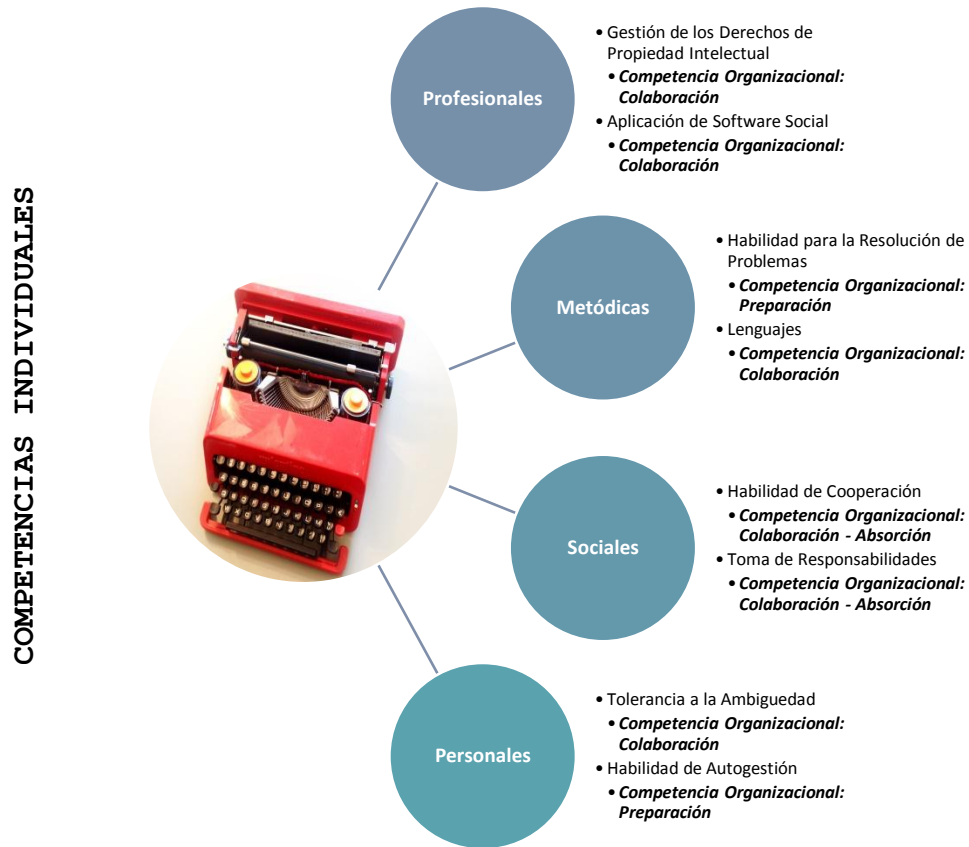 COMPETENCIAS INDIVIDUALES
Profesionales
• Gestión de los Derechos de
Propiedad Intelectual
• Competencia Organizacional:
Colaboración
• Aplicación de Software Social
• Competencia Organizacional:
Colaboración
Metódicas
• Habilidad para la Resolución de
Problemas
• Competencia Organizacional:
Preparación
• Lenguajes
• Competencia Organizacional:
Colaboración
Sociales
• Habilidad de Cooperación
• Competencia Organizacional:
Colaboración - Absorción
• Toma de Responsabilidades
• Competencia Organizacional:
Colaboración - Absorción
Personales
• Tolerancia a la Ambiguedad
• Competencia Organizacional:
Colaboración
• Habilidad de Autogestión
• Competencia Organizacional:
Preparación